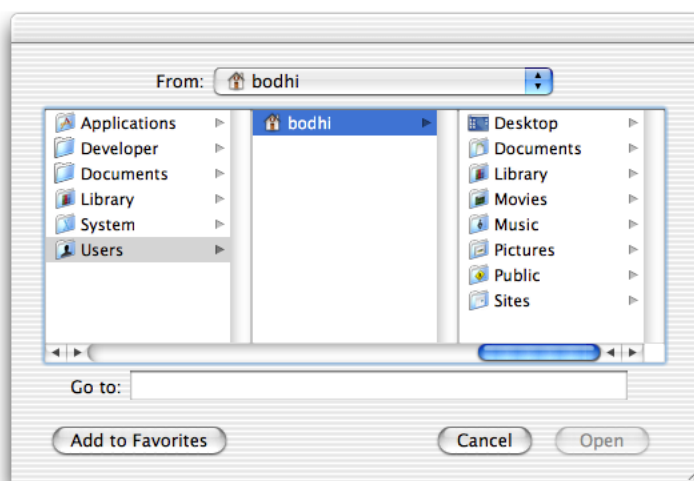 From: bodhi
Applications
Developer
Documents
Library
System
Users
bodhi
Desktop
Documents
Library
Movies
Music
Pictures
Public
Sites
Go to:
Add to Favorites
Cancel
Open